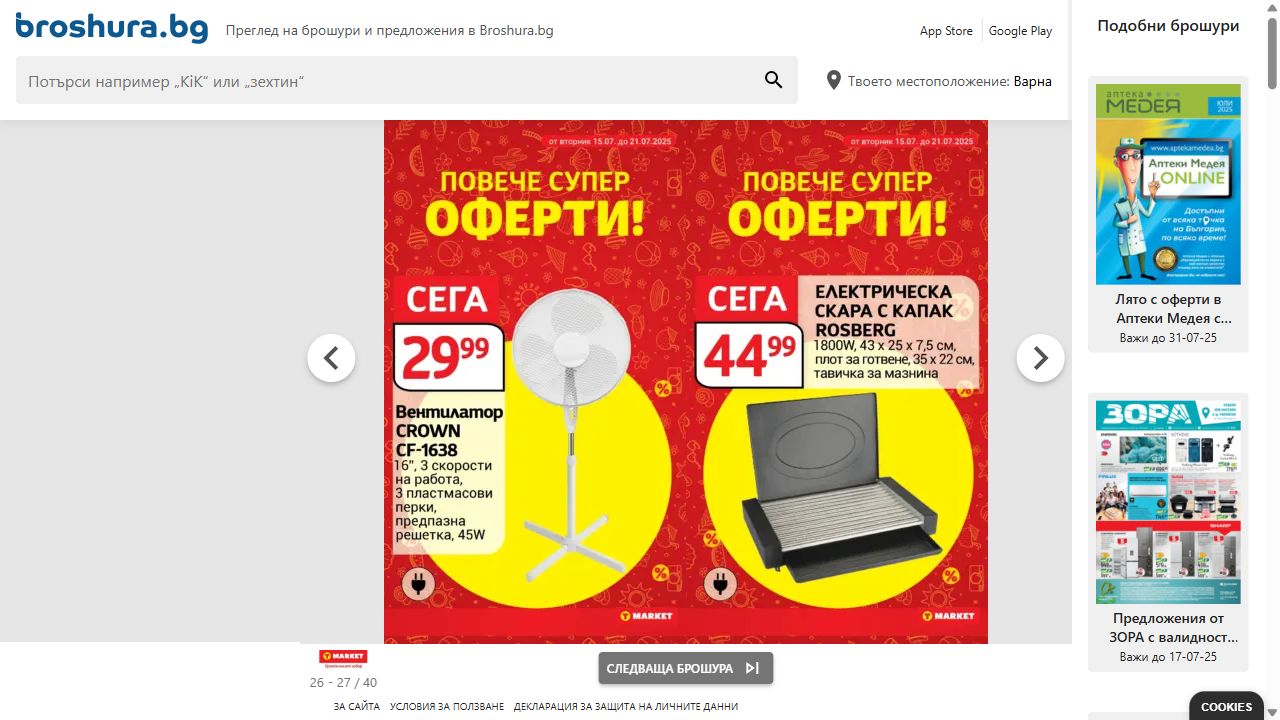 broshura.bg
Преглед на брошури и предложения в Broshura.bg
App Store
Google Play
Потърси например „KiK“ или „зехтин“
Твоето местоположение: Варна
от вторник 15.07. до 21.07.2025
ПОВЕЧЕ СУПЕР
ОФЕРТИ!
СЕГА
29⁹⁹
Вентилатор
CROWN
CF-1638
16", 3 скорости
на работа,
3 пластмасови
перки,
предпазна
решетка, 45W
MARKET
от вторник 15.07. до 21.07.2025
ПОВЕЧЕ СУПЕР
ОФЕРТИ!
СЕГА
44⁹⁹
ЕЛЕКТРИЧЕСКА
СКАРА С КАПАК
ROSBERG
1800W, 43 x 25 x 7,5 см,
плот за готвене, 35 x 22 см,
тавичка за мазнина
MARKET
MARKET
26 - 27 / 40
СЛЕДВАЩА БРОШУРА
ЗА САЙТА
УСЛОВИЯ ЗА ПОЛЗВАНЕ
ДЕКЛАРАЦИЯ ЗА ЗАЩИТА НА ЛИЧНИТЕ ДАННИ
Подобни брошури
аптека
МЕДЕЯ
ЮЛИ
2025
www.aptekamedea.bg
Аптеки Медея
ONLINE
Достъпни
от всяка точка
на България,
по всяко време!
Лято с оферти в
Аптеки Медея с...
Важи до 31-07-25
ЗОРА
SHARP
Предложения от
ЗОРА с валидност...
Важи до 17-07-25
COOKIES